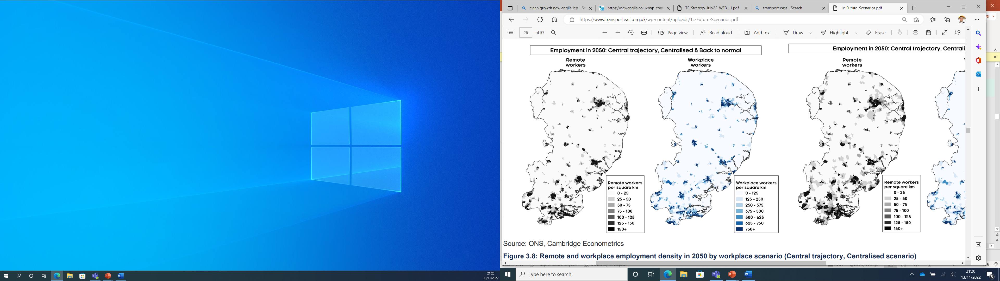 21:20
13/11/2022
clean growth new anglia lep - Se
https://newanglia.co.uk/wp-cont
TE_Strategy-July22...WEB_-1.pdf
transport east - Search
1c-Future-Scenarios.pdf
https://www.transporteast.org.uk/wp-content/uploads/1c-Future-Scenarios.pdf
26 of 57
Page view
Read aloud
Add text
Draw
Highlight
Erase
Employment in 2050: Central trajectory, Centralised & Back to normal
Remote
workers
Workplace
workers
Remote workers
per square km
0 - 25
25 - 50
50 - 75
75 - 100
100 - 125
125 - 150
150+
Workplace workers
per square km
0 - 125
125 - 250
250 - 375
375 - 500
500 - 625
625 - 750
750+
Employment in 2050: Central trajectory, Centrali
Remote
workers
Remote workers
per square km
0 - 25
25 - 50
50 - 75
75 - 100
100 - 125
125 - 150
150+
Source: ONS, Cambridge Econometrics
Figure 3.8: Remote and workplace employment density in 2050 by workplace scenario (Central trajectory, Centralised scenario)
Type here to search
21:20
13/11/2022
8